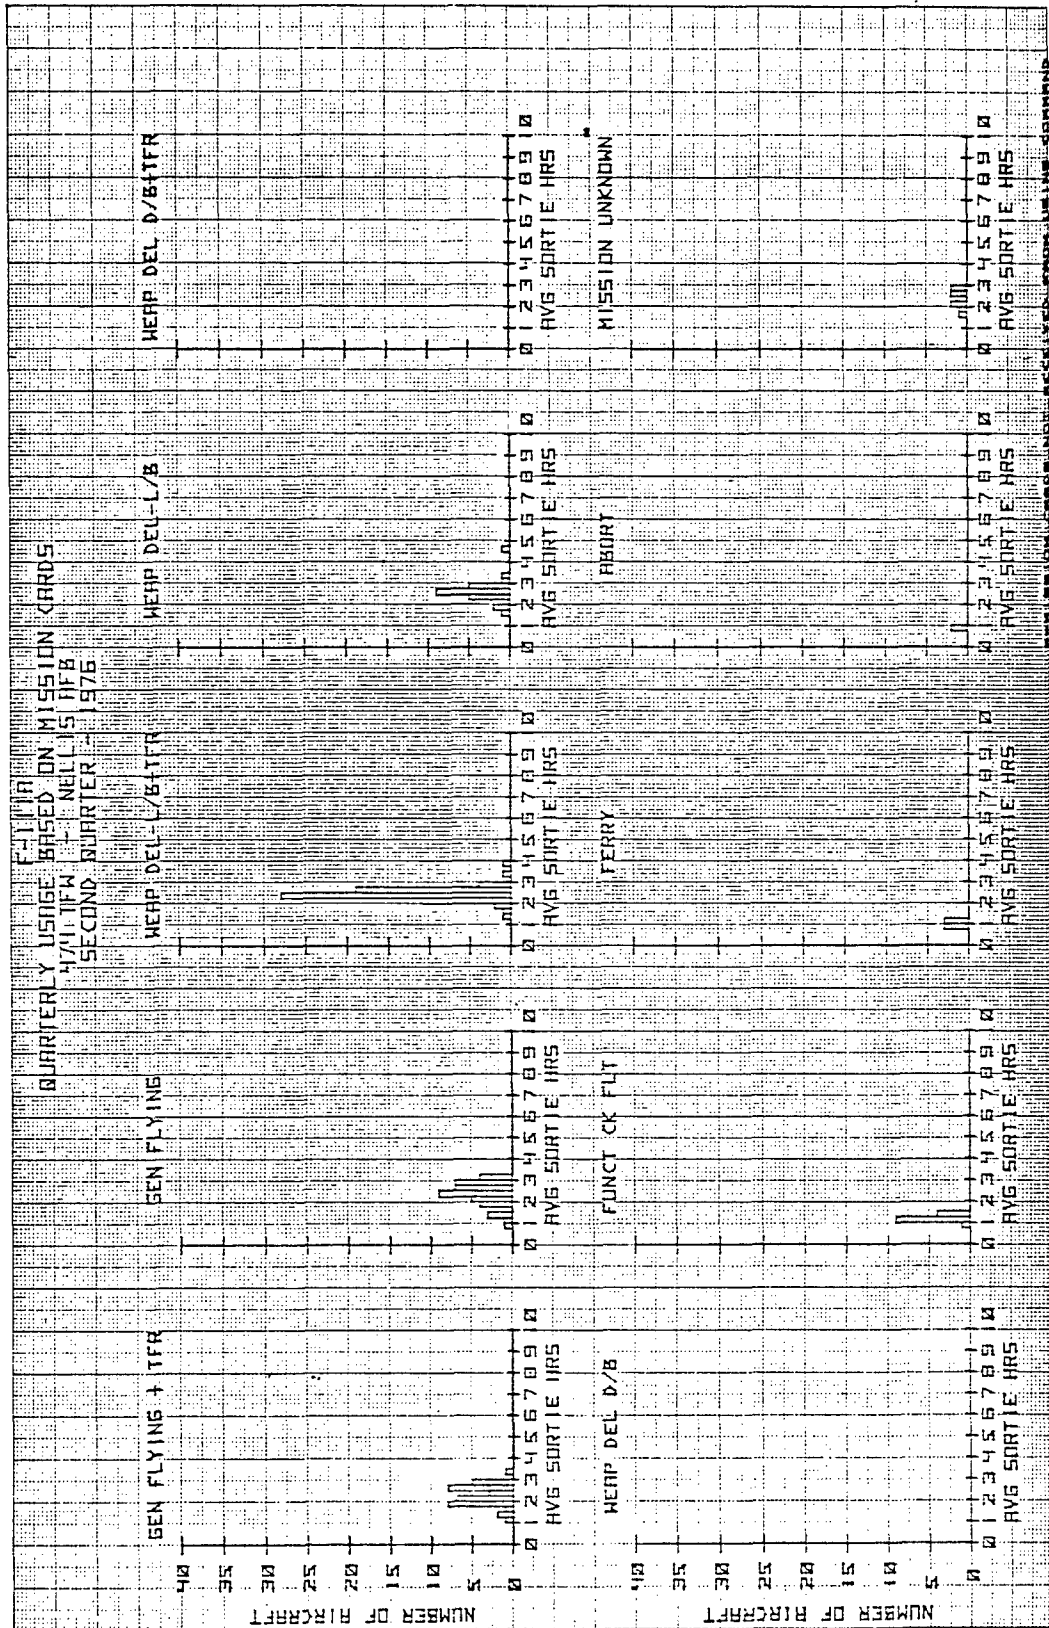 F-111A
QUARTERLY USAGE BASED ON MISSION CARDS
474 TFW - NELLIS AFB
SECOND QUARTER - 1976
GEN FLYING + TFR
GEN FLYING
WEAP DEL-L/B+TFR
WEAP DEL-L/B
WEAP DEL D/B+TFR
NUMBER OF AIRCRAFT
40
35
30
25
20
15
10
5
0
0 1 2 3 4 5 6 7 8 9 10
AVG SORTIE HRS
0 1 2 3 4 5 6 7 8 9 10
AVG SORTIE HRS
0 1 2 3 4 5 6 7 8 9 10
AVG SORTIE HRS
0 1 2 3 4 5 6 7 8 9 10
AVG SORTIE HRS
0 1 2 3 4 5 6 7 8 9 10
AVG SORTIE HRS
WEAP DEL D/B
FUNCT CK FLT
FERRY
ABORT
MISSION UNKNOWN
NUMBER OF AIRCRAFT
40
35
30
25
20
15
10
5
0
0 1 2 3 4 5 6 7 8 9 10
AVG SORTIE HRS
0 1 2 3 4 5 6 7 8 9 10
AVG SORTIE HRS
0 1 2 3 4 5 6 7 8 9 10
AVG SORTIE HRS
0 1 2 3 4 5 6 7 8 9 10
AVG SORTIE HRS
0 1 2 3 4 5 6 7 8 9 10
AVG SORTIE HRS
MISSION CARDS NOT RECEIVED FROM USING COMMAND